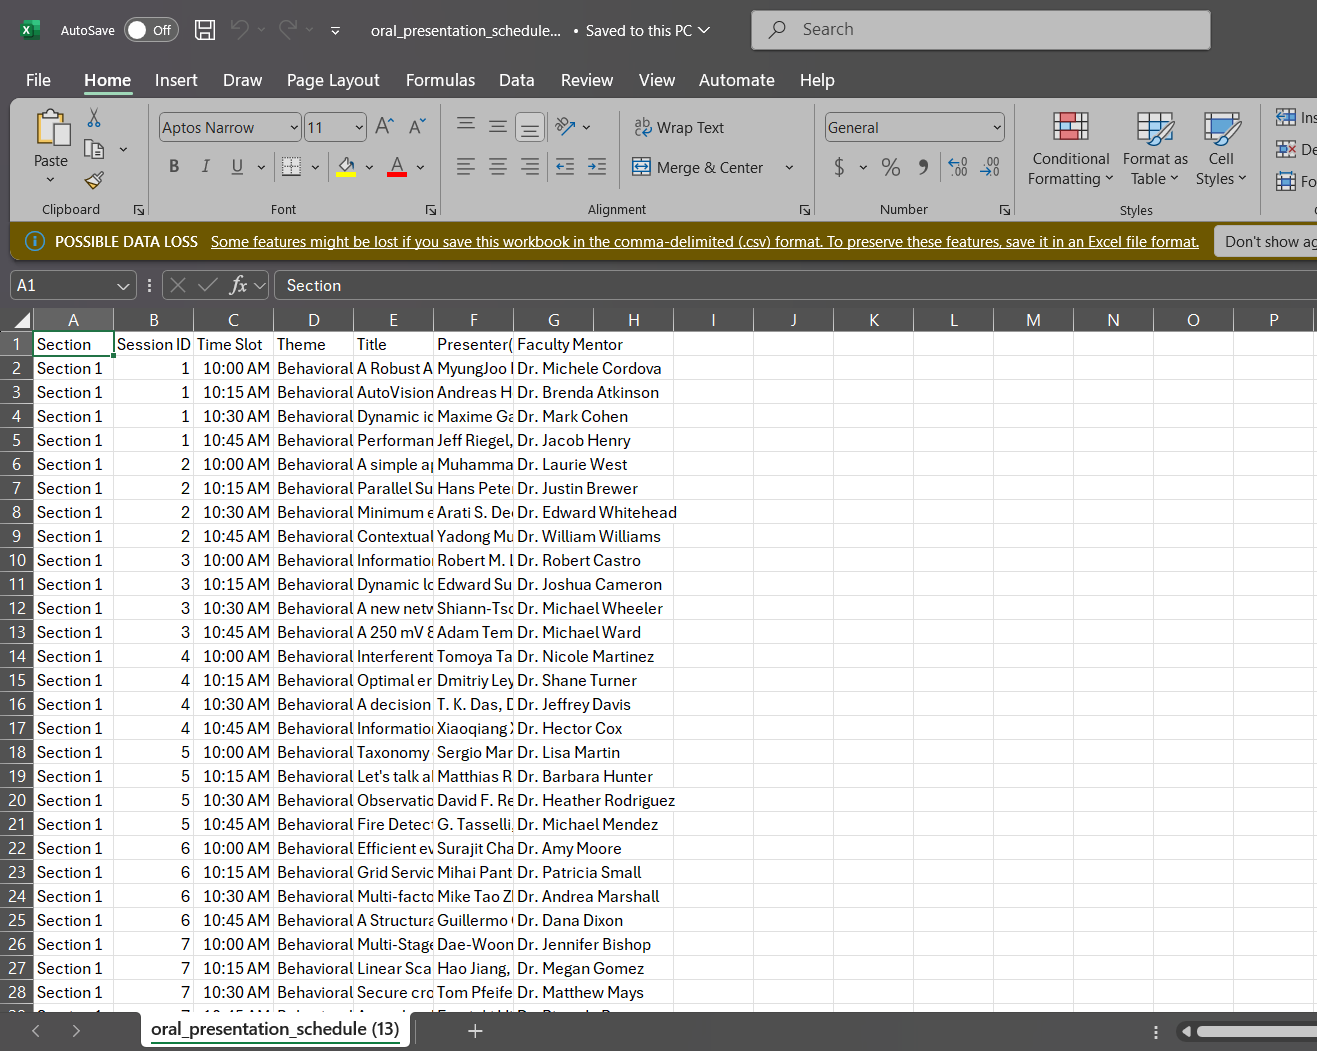 AutoSave Off oral_presentation_schedule... • Saved to this PC Search
File Home Insert Draw Page Layout Formulas Data Review View Automate Help
Paste
Clipboard
Aptos Narrow 11
B I U A
Font
Wrap Text
Merge & Center
Alignment
General
$ %
Number
Conditional Formatting
Format as Table
Cell Styles
Styles
POSSIBLE DATA LOSS Some features might be lost if you save this workbook in the comma-delimited (.csv) format. To preserve these features, save it in an Excel file format. Don't show ag
A1 fx Section
A B C D E F G H I J K L M N O P
1 Section Session ID Time Slot Theme Title Presenter( Faculty Mentor
2 Section 1 1 10:00 AM Behavioral A Robust A MyungJoo Dr. Michele Cordova
3 Section 1 1 10:15 AM Behavioral AutoVision Andreas H Dr. Brenda Atkinson
4 Section 1 1 10:30 AM Behavioral Dynamic Maxime Dr. Mark Cohen
5 Section 1 1 10:45 AM Behavioral Performan Jeff Riegel, Dr. Jacob Henry
6 Section 1 2 10:00 AM Behavioral A simple Muhamma Dr. Laurie West
7 Section 1 2 10:15 AM Behavioral Parallel Su Hans Pete Dr. Justin Brewer
8 Section 1 2 10:30 AM Behavioral Minimum Arati S. De Dr. Edward Whitehead
9 Section 1 2 10:45 AM Behavioral Contextual Yadong Mu Dr. William Williams
10 Section 1 3 10:00 AM Behavioral Informatio Robert M. Dr. Robert Castro
11 Section 1 3 10:15 AM Behavioral Dynamic Edward Su Dr. Joshua Cameron
12 Section 1 3 10:30 AM Behavioral A new netw Shiann-Tso Dr. Michael Wheeler
13 Section 1 3 10:45 AM Behavioral A 250 mV Adam Tem Dr. Michael Ward
14 Section 1 4 10:00 AM Behavioral Interferent Tomoya Ta Dr. Nicole Martinez
15 Section 1 4 10:15 AM Behavioral Optimal er Dmitriy Ley Dr. Shane Turner
16 Section 1 4 10:30 AM Behavioral A decision T. K. Das, Dr. Jeffrey Davis
17 Section 1 4 10:45 AM Behavioral Informatio Xiaoqiang Dr. Hector Cox
18 Section 1 5 10:00 AM Behavioral Taxonomy Sergio Mar Dr. Lisa Martin
19 Section 1 5 10:15 AM Behavioral Let's talk a Matthias R Dr. Barbara Hunter
20 Section 1 5 10:30 AM Behavioral Observatio David F. Re Dr. Heather Rodriguez
21 Section 1 5 10:45 AM Behavioral Fire Detec G. Tasselli, Dr. Michael Mendez
22 Section 1 6 10:00 AM Behavioral Efficient ev Surajit Cha Dr. Amy Moore
23 Section 1 6 10:15 AM Behavioral Grid Servic Mihai Pant Dr. Patricia Small
24 Section 1 6 10:30 AM Behavioral Multi-facto Mike Tao Dr. Andrea Marshall
25 Section 1 6 10:45 AM Behavioral A Structura Guillermo Dr. Dana Dixon
26 Section 1 7 10:00 AM Behavioral Multi-Stage Dae-Woon Dr. Jennifer Bishop
27 Section 1 7 10:15 AM Behavioral Linear Sca Hao Jiang, Dr. Megan Gomez
28 Section 1 7 10:30 AM Behavioral Secure cro Tom Pfeife Dr. Matthew Mays
oral_presentation_schedule (13)